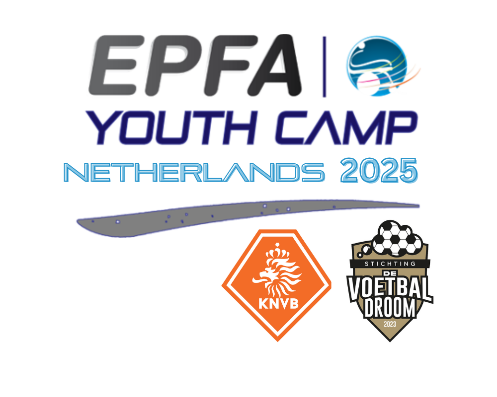 EPFA
YOUTH CAMP
NETHERLANDS 2025
KNVB
STICHTING
DE
VOETBAL
DROOM
2023